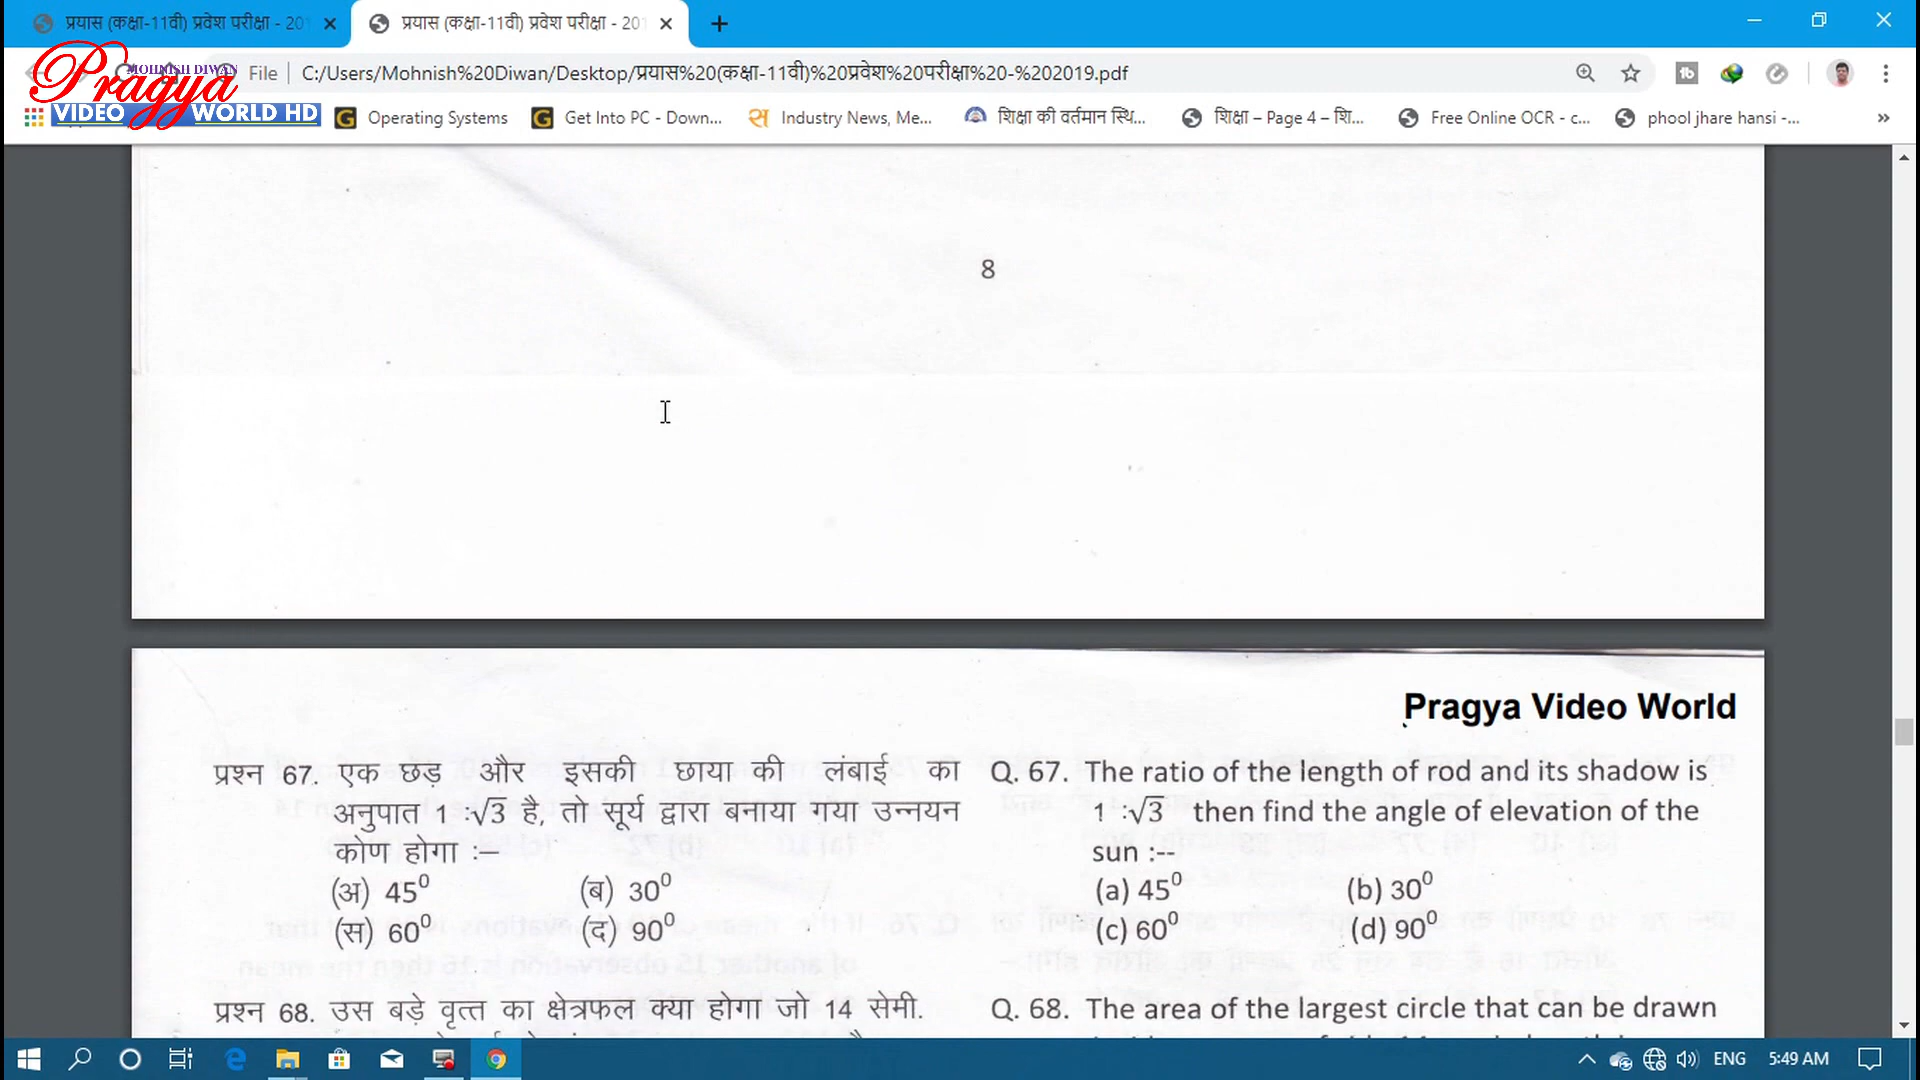 प्रयास (कक्षा-11वी) प्रवेश परीक्षा - 201
प्रयास (कक्षा-11वी) प्रवेश परीक्षा - 201
Pragya
MOHNISH DIWAN
VIDEO WORLD HD
File C:/Users/Mohnish%20Diwan/Desktop/प्रयास%20(कक्षा-11वी)%20प्रवेश%20परीक्षा%20-%202019.pdf
Operating Systems
Get Into PC - Down...
Industry News, Me...
शिक्षा की वर्तमान स्थि...
शिक्षा – Page 4 – शि...
Free Online OCR - c...
phool jhare hansi -...
8
Pragya Video World
प्रश्न 67. एक छड़ और इसकी छाया की लंबाई का
अनुपात 1 :√3 है, तो सूर्य द्वारा बनाया गया उन्नयन
कोण होगा :–
(अ) 45⁰ (ब) 30⁰
(स) 60⁰ (द) 90⁰
प्रश्न 68. उस बड़े वृत्त का क्षेत्रफल क्या होगा जो 14 सेमी.
Q. 67. The ratio of the length of rod and its shadow is
1 :√3 then find the angle of elevation of the
sun :--
(a) 45⁰ (b) 30⁰
(c) 60⁰ (d) 90⁰
Q. 68. The area of the largest circle that can be drawn
ENG 5:49 AM